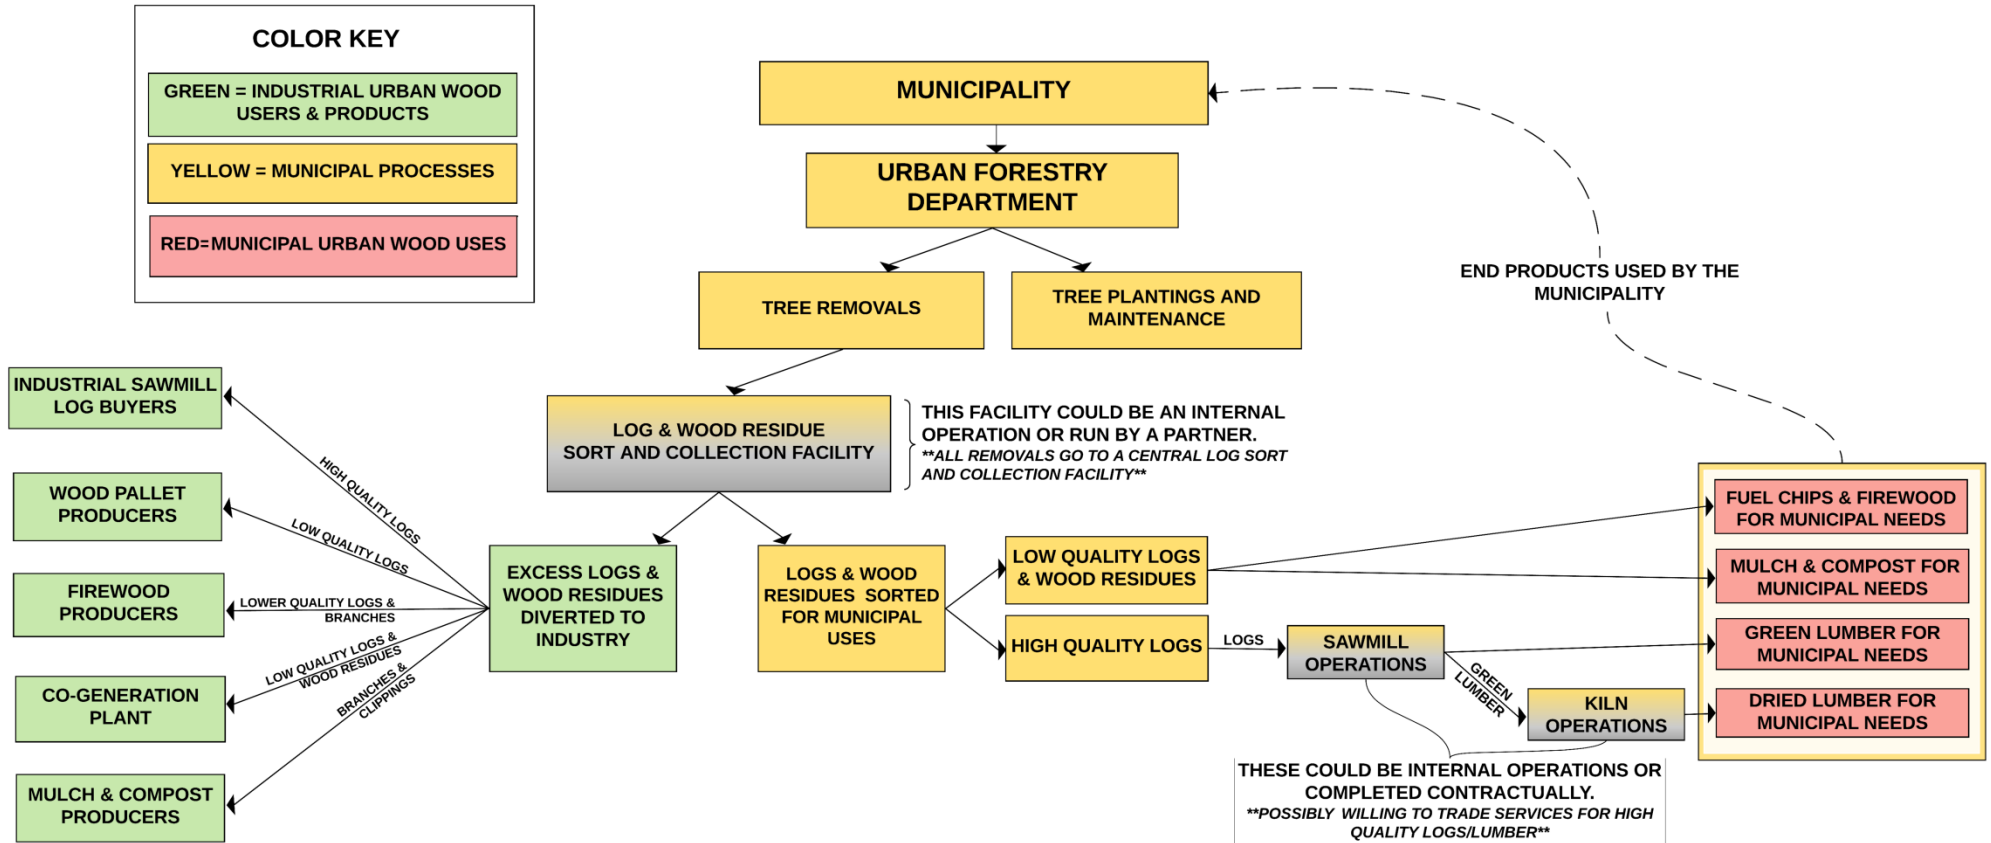 COLOR KEY
GREEN = INDUSTRIAL URBAN WOOD
USERS & PRODUCTS
YELLOW = MUNICIPAL PROCESSES
RED=MUNICIPAL URBAN WOOD USES
MUNICIPALITY
URBAN FORESTRY
DEPARTMENT
TREE REMOVALS
TREE PLANTINGS AND
MAINTENANCE
END PRODUCTS USED BY THE
MUNICIPALITY
LOG & WOOD RESIDUE
SORT AND COLLECTION FACILITY
THIS FACILITY COULD BE AN INTERNAL
OPERATION OR RUN BY A PARTNER.
**ALL REMOVALS GO TO A CENTRAL LOG SORT
AND COLLECTION FACILITY**
INDUSTRIAL SAWMILL
LOG BUYERS
WOOD PALLET
PRODUCERS
FIREWOOD
PRODUCERS
CO-GENERATION
PLANT
MULCH & COMPOST
PRODUCERS
HIGH QUALITY LOGS
LOW QUALITY LOGS
LOWER QUALITY LOGS &
BRANCHES
LOW QUALITY LOGS &
WOOD RESIDUES
BRANCHES &
CLIPPINGS
EXCESS LOGS &
WOOD RESIDUES
DIVERTED TO
INDUSTRY
LOGS & WOOD
RESIDUES SORTED
FOR MUNICIPAL
USES
LOW QUALITY LOGS
& WOOD RESIDUES
HIGH QUALITY LOGS
LOGS
SAWMILL
OPERATIONS
GREEN
LUMBER
KILN
OPERATIONS
FUEL CHIPS & FIREWOOD
FOR MUNICIPAL NEEDS
MULCH & COMPOST FOR
MUNICIPAL NEEDS
GREEN LUMBER FOR
MUNICIPAL NEEDS
DRIED LUMBER FOR
MUNICIPAL NEEDS
THESE COULD BE INTERNAL OPERATIONS OR
COMPLETED CONTRACTUALLY.
**POSSIBLY WILLING TO TRADE SERVICES FOR HIGH
QUALITY LOGS/LUMBER**